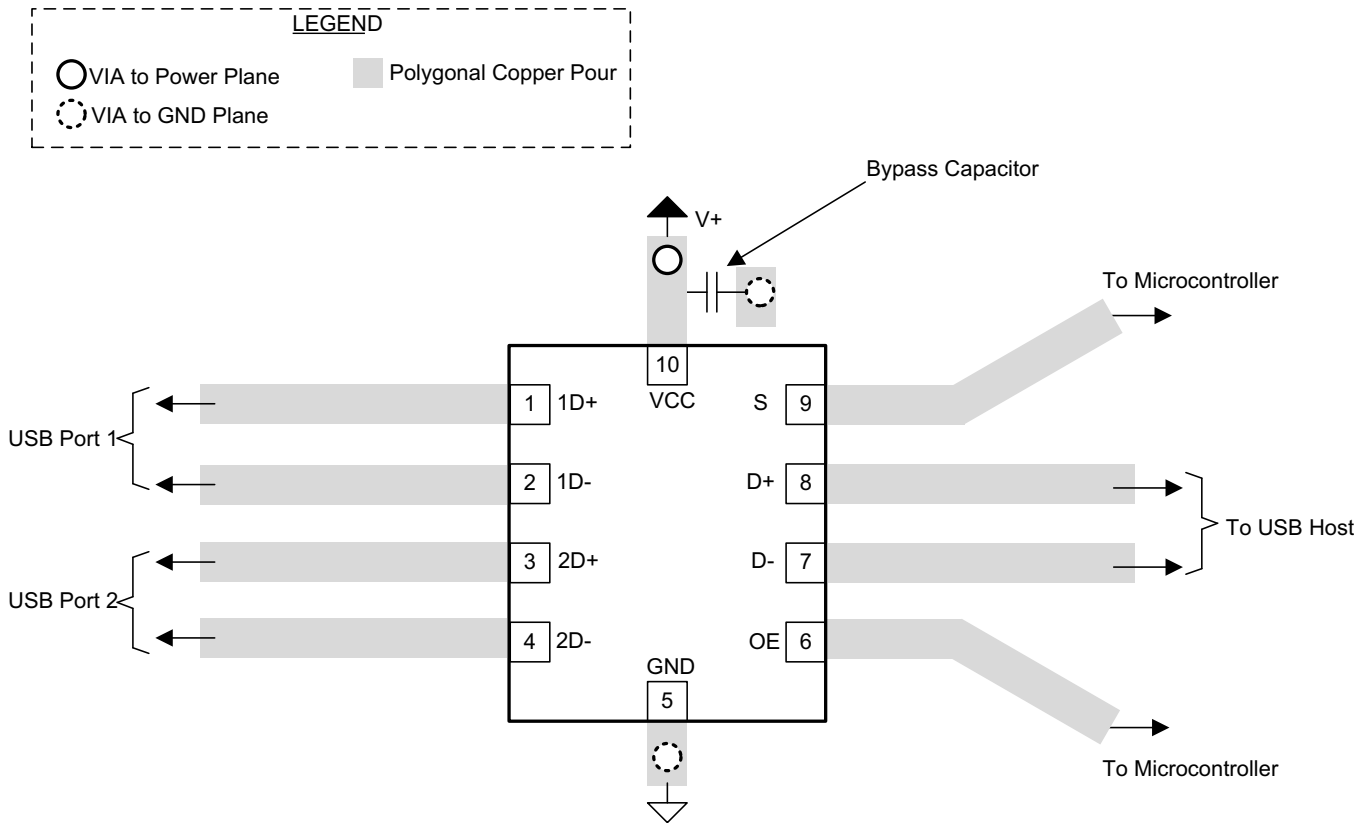 LEGEND
VIA to Power Plane
Polygonal Copper Pour
VIA to GND Plane
Bypass Capacitor
V+
To Microcontroller
10
VCC
1
1D+
S
9
USB Port 1
2
1D-
D+
8
To USB Host
3
2D+
D-
7
USB Port 2
4
2D-
OE
6
GND
5
To Microcontroller